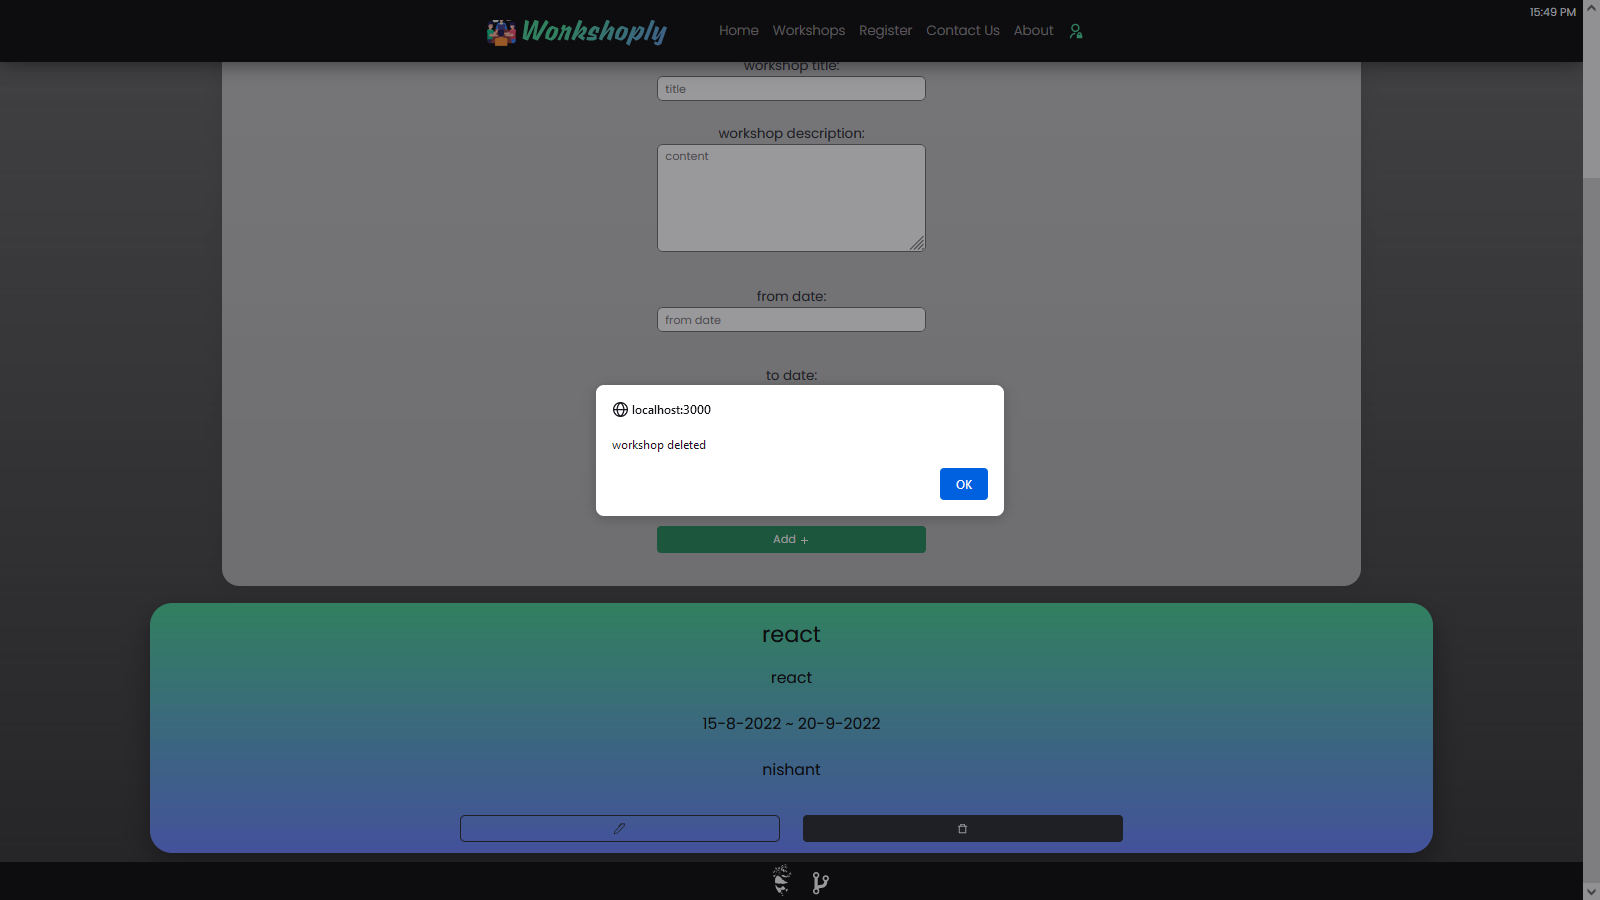 Workshoply
Home Workshops Register Contact Us About
15:49 PM
workshop title:
title
workshop description:
content
from date:
from date
to date:
localhost:3000
workshop deleted
OK
Add +
react
react
15-8-2022 ~ 20-9-2022
nishant